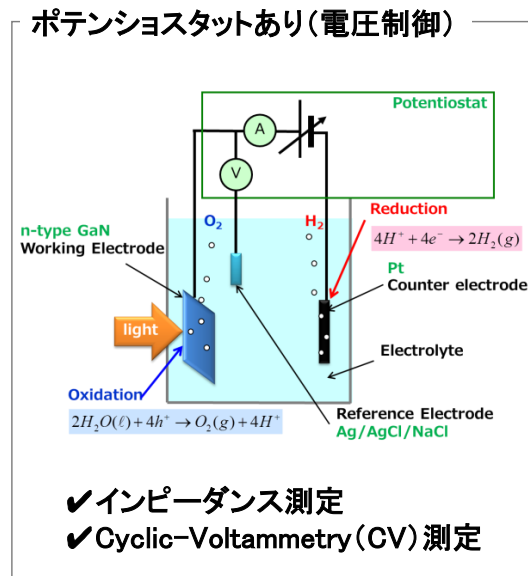 ポテンショスタットあり(電圧制御)
Potentiostat
A
V
O₂
H₂
Reduction
4H⁺ + 4e⁻ → 2H₂(g)
n-type GaN
Working Electrode
Pt
Counter electrode
light
Electrolyte
Oxidation
2H₂O(ℓ) + 4h⁺ → O₂(g) + 4H⁺
Reference Electrode
Ag/AgCl/NaCl
✔インピーダンス測定
✔Cyclic-Voltammetry(CV)測定